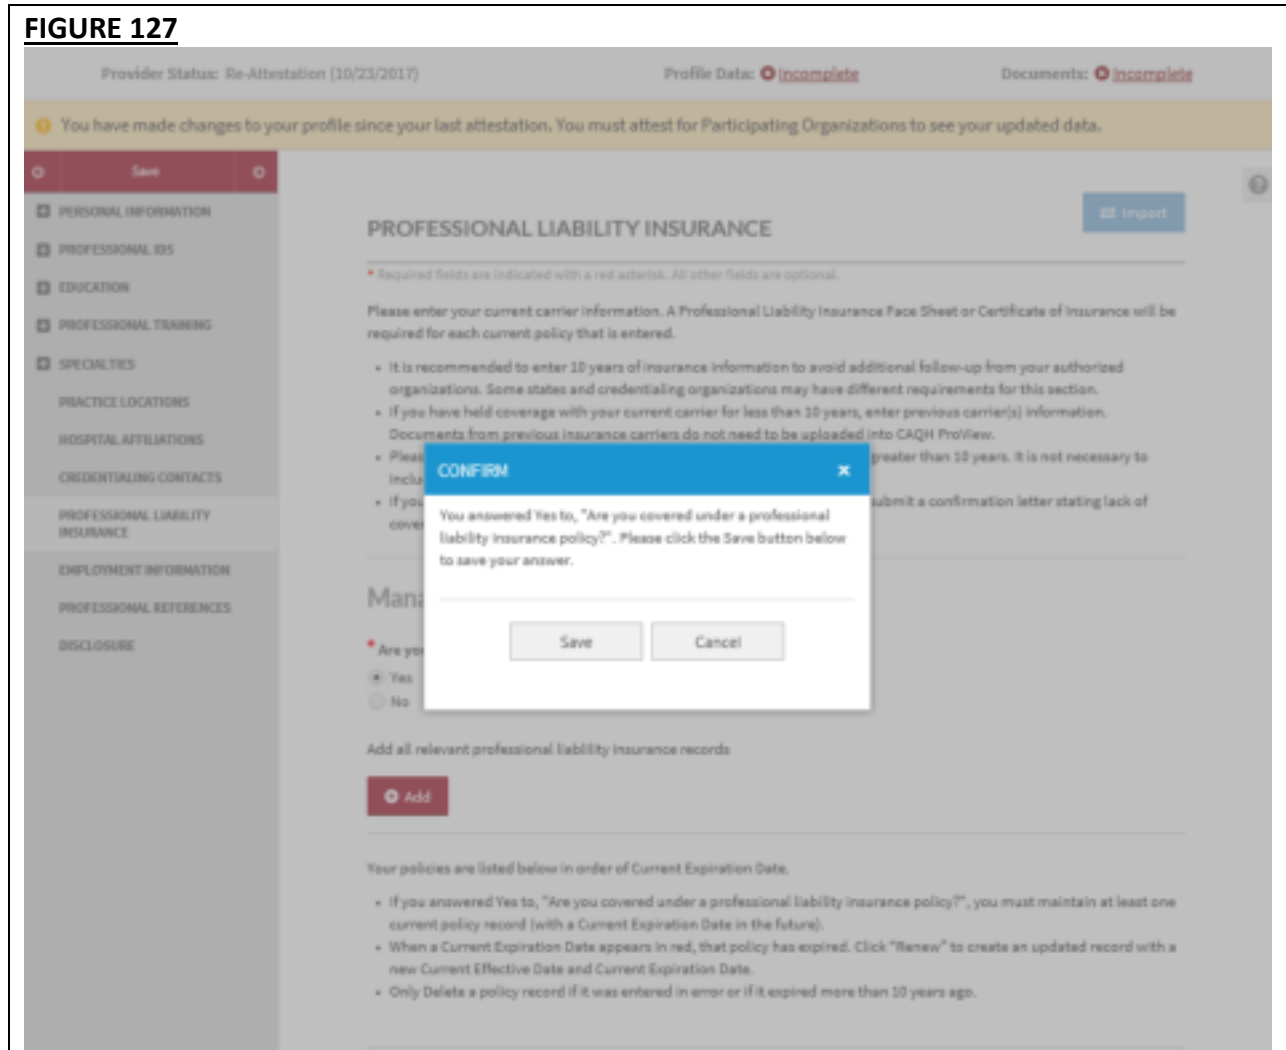 FIGURE 127
Provider Status: Re-Attestation (10/23/2017) Profile Data: Incomplete Documents: Incomplete
You have made changes to your profile since your last attestation. You must attest for Participating Organizations to see your updated data.
Save
PERSONAL INFORMATION
PROFESSIONAL IDS
EDUCATION
PROFESSIONAL TRAINING
SPECIALTIES
PRACTICE LOCATIONS
HOSPITAL AFFILIATIONS
CREDENTIALING CONTACTS
PROFESSIONAL LIABILITY
INSURANCE
EMPLOYMENT INFORMATION
PROFESSIONAL REFERENCES
DISCLOSURE
Import
PROFESSIONAL LIABILITY INSURANCE
* Required fields are indicated with a red asterisk. All other fields are optional.
Please enter your current carrier information. A Professional Liability Insurance Face Sheet or Certificate of Insurance will be
required for each current policy that is entered.
• It is recommended to enter 10 years of insurance information to avoid additional follow-up from your authorized
organizations. Some states and credentialing organizations may have different requirements for this section.
• If you have held coverage with your current carrier for less than 10 years, enter previous carrier(s) information.
Documents from previous insurance carriers do not need to be uploaded into CAQH ProView.
• Pleas greater than 10 years. It is not necessary to
inclu
• If you submit a confirmation letter stating lack of
cover
CONFIRM ×
You answered Yes to, "Are you covered under a professional
liability insurance policy?". Please click the Save button below
to save your answer.
Save Cancel
Mana
* Are you
Yes
No
Add all relevant professional liablility insurance records
Add
Your policies are listed below in order of Current Expiration Date.
• If you answered Yes to, "Are you covered under a professional liability insurance policy?", you must maintain at least one
current policy record (with a Current Expiration Date in the future).
• When a Current Expiration Date appears in red, that policy has expired. Click "Renew" to create an updated record with a
new Current Effective Date and Current Expiration Date.
• Only Delete a policy record if it was entered in error or if it expired more than 10 years ago.